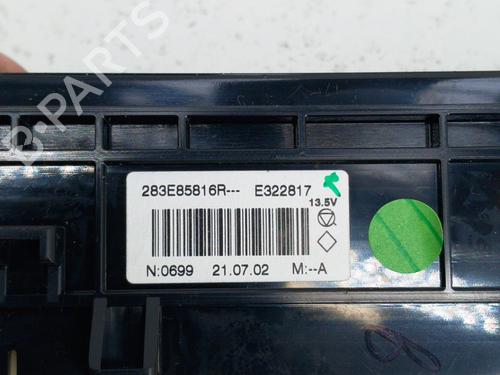 B-PARTS
283E85816R--- E322817
13.5V
N:0699 21.07.02 M:--A